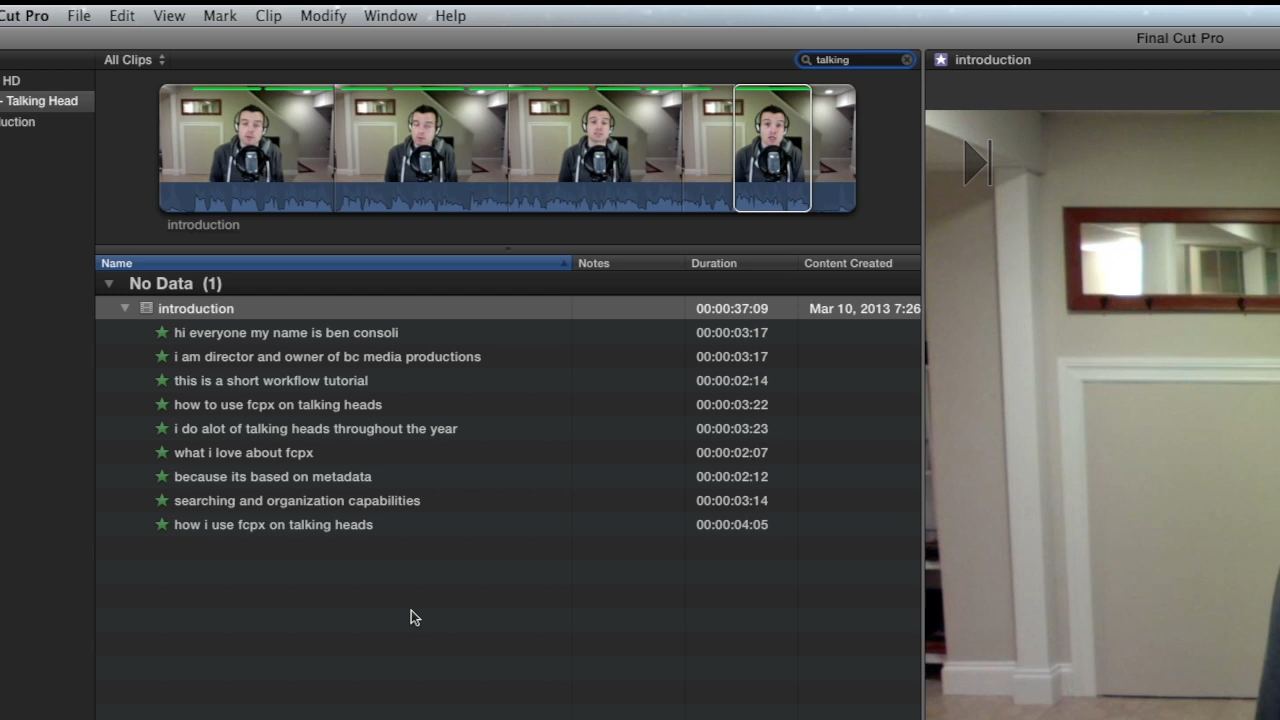 Cut Pro File Edit View Mark Clip Modify Window Help
Final Cut Pro
All Clips talking introduction
HD
- Talking Head
uction
introduction
Name Notes Duration Content Created
No Data (1)
introduction 00:00:37:09 Mar 10, 2013 7:26
hi everyone my name is ben consoli 00:00:03:17
i am director and owner of bc media productions 00:00:03:17
this is a short workflow tutorial 00:00:02:14
how to use fcpx on talking heads 00:00:03:22
i do alot of talking heads throughout the year 00:00:03:23
what i love about fcpx 00:00:02:07
because its based on metadata 00:00:02:12
searching and organization capabilities 00:00:03:14
how i use fcpx on talking heads 00:00:04:05